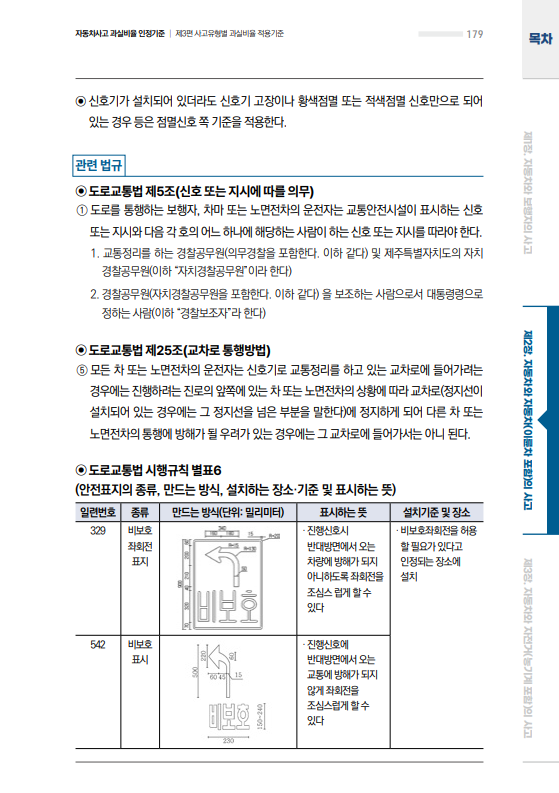 자동차사고 과실비율 인정기준 | 제3편 사고유형별 과실비율 적용기준
179
목차
◉ 신호기가 설치되어 있더라도 신호기 고장이나 황색점멸 또는 적색점멸 신호만으로 되어
있는 경우 등은 점멸신호 쪽 기준을 적용한다.
관련 법규
◉ 도로교통법 제5조(신호 또는 지시에 따를 의무)
① 도로를 통행하는 보행자, 차마 또는 노면전차의 운전자는 교통안전시설이 표시하는 신호
또는 지시와 다음 각 호의 어느 하나에 해당하는 사람이 하는 신호 또는 지시를 따라야 한다.
1. 교통정리를 하는 경찰공무원(의무경찰을 포함한다. 이하 같다) 및 제주특별자치도의 자치
경찰공무원(이하 “자치경찰공무원”이라 한다)
2. 경찰공무원(자치경찰공무원을 포함한다. 이하 같다) 을 보조하는 사람으로서 대통령령으로
정하는 사람(이하 “경찰보조자”라 한다)
◉ 도로교통법 제25조(교차로 통행방법)
⑤ 모든 차 또는 노면전차의 운전자는 신호기로 교통정리를 하고 있는 교차로에 들어가려는
경우에는 진행하려는 진로의 앞쪽에 있는 차 또는 노면전차의 상황에 따라 교차로(정지선이
설치되어 있는 경우에는 그 정지선을 넘은 부분을 말한다)에 정지하게 되어 다른 차 또는
노면전차의 통행에 방해가 될 우려가 있는 경우에는 그 교차로에 들어가서는 아니 된다.
◉ 도로교통법 시행규칙 별표6
(안전표지의 종류, 만드는 방식, 설치하는 장소·기준 및 표시하는 뜻)
일련번호 종류 만드는 방식(단위: 밀리미터) 표시하는 뜻 설치기준 및 장소
329
비보호
좌회전
표지
비보호
· 진행신호시
반대방면에서 오는
차량에 방해가 되지
아니하도록 좌회전을
조심스 럽게 할 수
있다
· 비보호좌회전을 허용
할 필요가 있다고
인정되는 장소에
설치
542
비보호
표시
220
60
500
60 45 15
비보호
150~240
230
· 진행신호에
반대방면에서 오는
교통에 방해가 되지
않게 좌회전을
조심스럽게 할 수
있다
제1장. 자동차와 보행자의 사고
제2장. 자동차와 자동차(이륜차 포함)의 사고
제3장. 자동차와 자전거(농기계 포함)의 사고